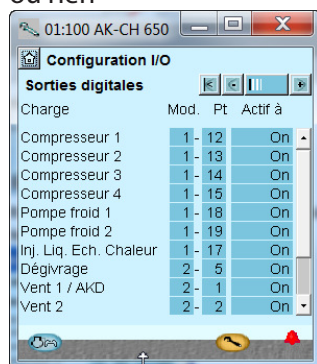 01:100 AK-CH 650
Configuration I/O
Sorties digitales
Charge Mod. Pt Actif à
Compresseur 1 1 - 12 On
Compresseur 2 1 - 13 On
Compresseur 3 1 - 14 On
Compresseur 4 1 - 15 On
Pompe froid 1 1 - 18 On
Pompe froid 2 1 - 19 On
Inj. Liq. Ech. Chaleur 1 - 17 On
Dégivrage 2 - 5 On
Vent 1 / AKD 2 - 1 On
Vent 2 2 - 2 On